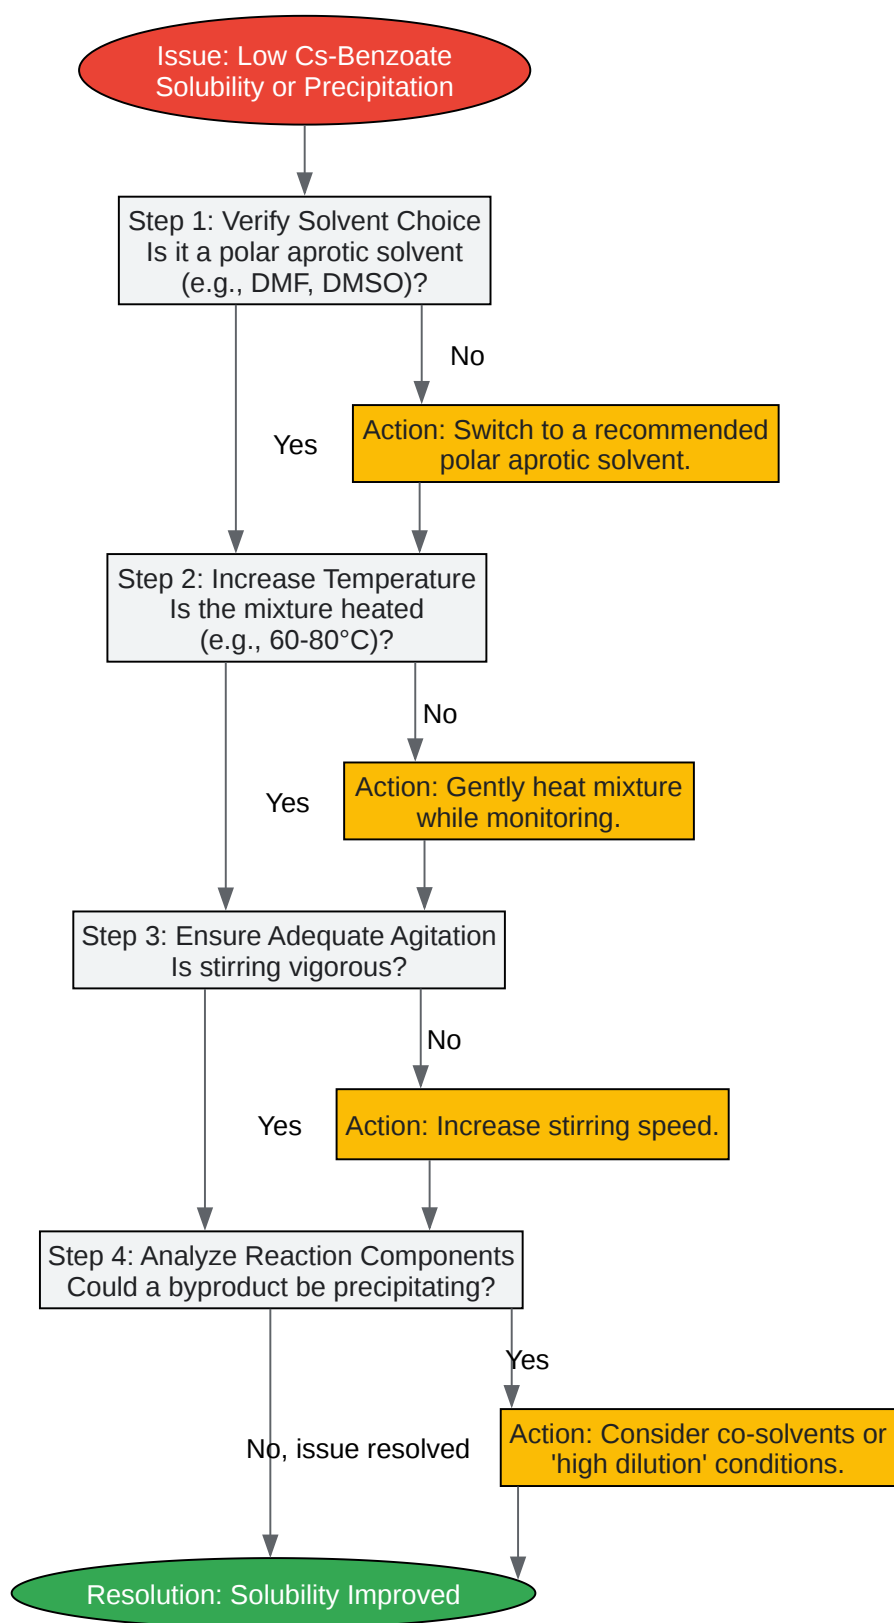 Issue: Low Cs-Benzoate
Solubility or Precipitation
Step 1: Verify Solvent Choice
Is it a polar aprotic solvent
(e.g., DMF, DMSO)?
No
Yes
Action: Switch to a recommended
polar aprotic solvent.
Step 2: Increase Temperature
Is the mixture heated
(e.g., 60-80°C)?
No
Yes
Action: Gently heat mixture
while monitoring.
Step 3: Ensure Adequate Agitation
Is stirring vigorous?
No
Yes
Action: Increase stirring speed.
Step 4: Analyze Reaction Components
Could a byproduct be precipitating?
Yes
No, issue resolved
Action: Consider co-solvents or
'high dilution' conditions.
Resolution: Solubility Improved